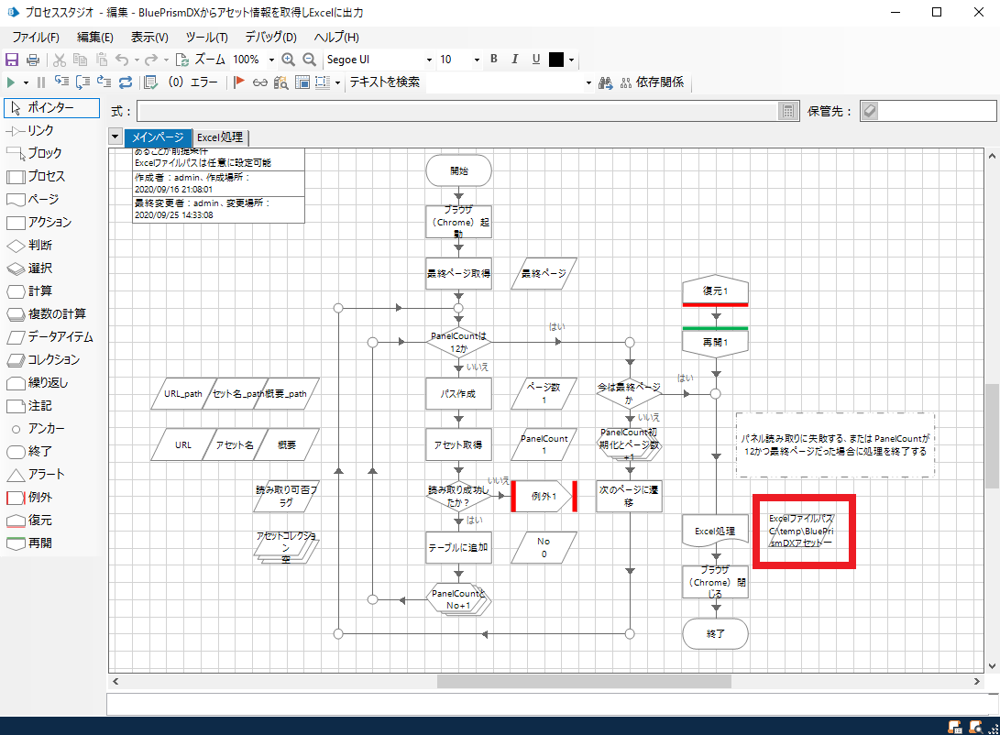 プロセススタジオ - 編集 - BluePrismDXからアセット情報を取得しExcelに出力
ファイル(F) 編集(E) 表示(V) ツール(T) デバッグ(D) ヘルプ(H)
ズーム 100% Segoe UI 10 B I U
(0) エラー テキストを検索 依存関係
ポインター
リンク
ブロック
プロセス
ページ
アクション
判断
選択
計算
複数の計算
データアイテム
コレクション
繰り返し
注記
アンカー
終了
アラート
例外
復元
再開
式：
保管先：
メインページ Excel処理
あることが前提条件
Excelファイルパスは任意に設定可能
作成者：admin、作成場所：
2020/09/16 21:08:01
最終変更者：admin、変更場所：
2020/09/25 14:33:08
開始
ブラウザ
（Chrome）起
動
最終ページ取得
最終ページ
PanelCountは
12か
はい
いいえ
パス作成
ページ数
1
アセット取得
PanelCount
1
読み取り成功し
たか？
いいえ
はい
例外1
テーブルに追加
No
0
PanelCountと
No+1
URL_path
セット名_path
概要_path
URL
アセット名
概要
読み取り可否フ
ラグ
アセットコレクショ
ン
空
今は最終ページ
か
はい
いいえ
PanelCount初
期化とページ数
+1
次のページに遷
移
復元1
再開1
パネル読み取りに失敗する、または PanelCountが
12かつ最終ページだった場合に処理を終了する
Excel処理
Excelファイルパス
C:\temp\BluePri
smDXアセット一
ブラウザ
（Chrome）閉
じる
終了